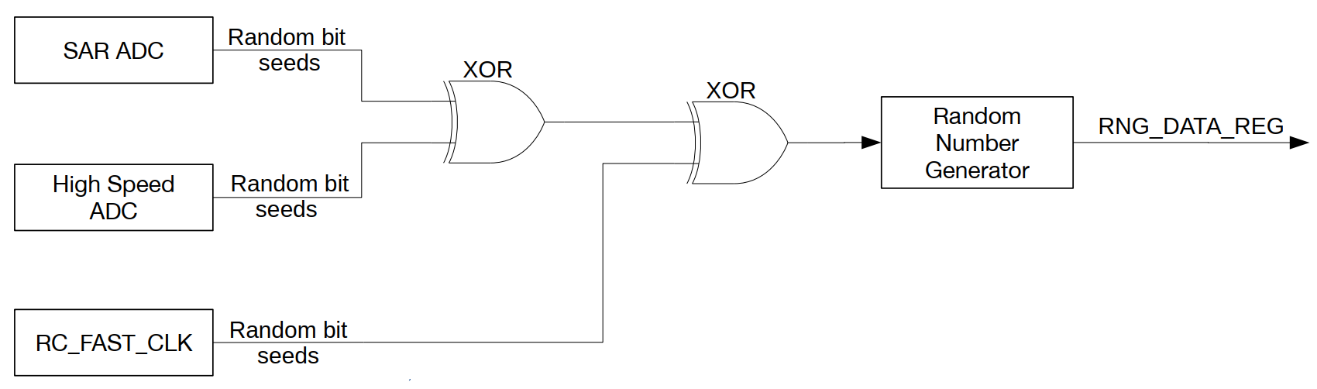 SAR ADC
Random bit
seeds
XOR
XOR
High Speed
ADC
Random bit
seeds
Random
Number
Generator
RNG_DATA_REG
RC_FAST_CLK
Random bit
seeds